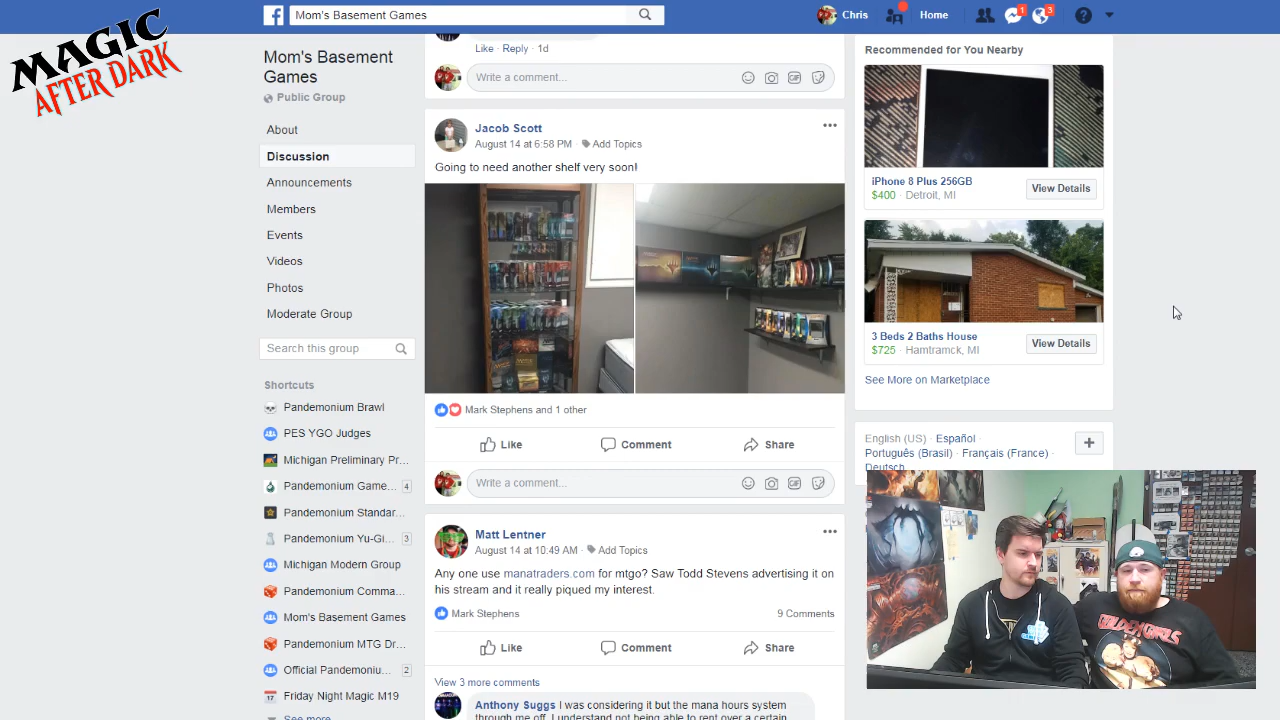 MAGIC
AFTER DARK
Mom's Basement Games
Chris
Home
1
3
Mom's Basement
Games
Public Group
About
Discussion
Announcements
Members
Events
Videos
Photos
Moderate Group
Search this group
Shortcuts
Pandemonium Brawl
PES YGO Judges
Michigan Preliminary Pr...
Pandemonium Game... 4
Pandemonium Standar...
Pandemonium Yu-Gi... 3
Michigan Modern Group
Pandemonium Comma...
Mom's Basement Games
Pandemonium MTG Dr...
Official Pandemoniu... 2
Friday Night Magic M19
See more
Like · Reply · 1d
Write a comment...
Jacob Scott
August 14 at 6:58 PM · Add Topics
Going to need another shelf very soon!
Mark Stephens and 1 other
Like Comment Share
Write a comment...
Matt Lentner
August 14 at 10:49 AM · Add Topics
Any one use manatraders.com for mtgo? Saw Todd Stevens advertising it on
his stream and it really piqued my interest.
Mark Stephens 9 Comments
Like Comment Share
View 3 more comments
Anthony Suggs I was considering it but the mana hours system
through me off. I understand not being able to rent over a certain
Recommended for You Nearby
iPhone 8 Plus 256GB
$400 · Detroit, MI
View Details
3 Beds 2 Baths House
$725 · Hamtramck, MI
View Details
See More on Marketplace
English (US) · Español ·
Português (Brasil) · Français (France) ·
Deutsch
GOLDEN GIRLS